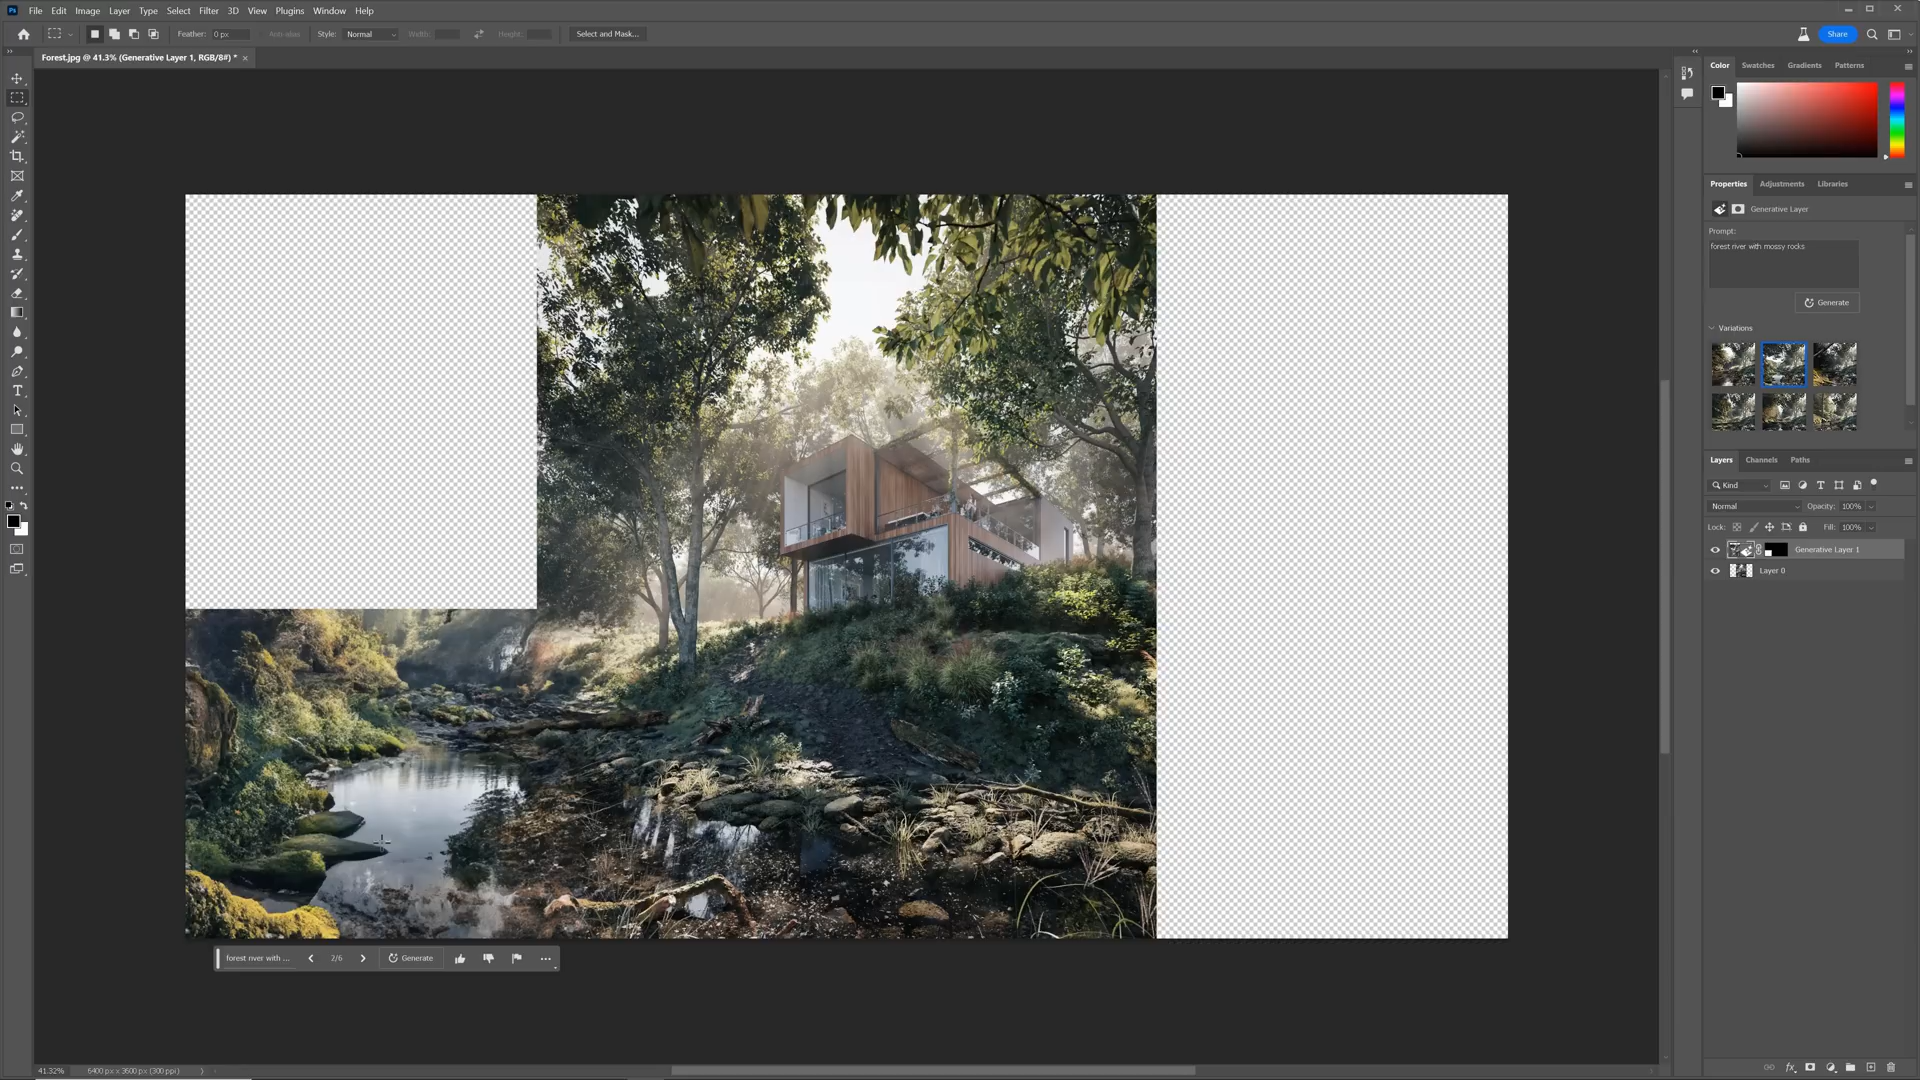 Ps File Edit Image Layer Type Select Filter 3D View Plugins Window Help
Feather: 0 px Anti-alias Style: Normal Width: Height: Select and Mask... Share
Forest.jpg @ 41.3% (Generative Layer 1, RGB/8#) *
Color Swatches Gradients Patterns
Properties Adjustments Libraries
Generative Layer
Prompt:
forest river with mossy rocks
Generate
Variations
Layers Channels Paths
Kind
Normal Opacity: 100%
Lock: Fill: 100%
Generative Layer 1
Layer 0
forest river with ... 2/6 Generate
41.32% 6400 px x 3600 px (300 ppi)